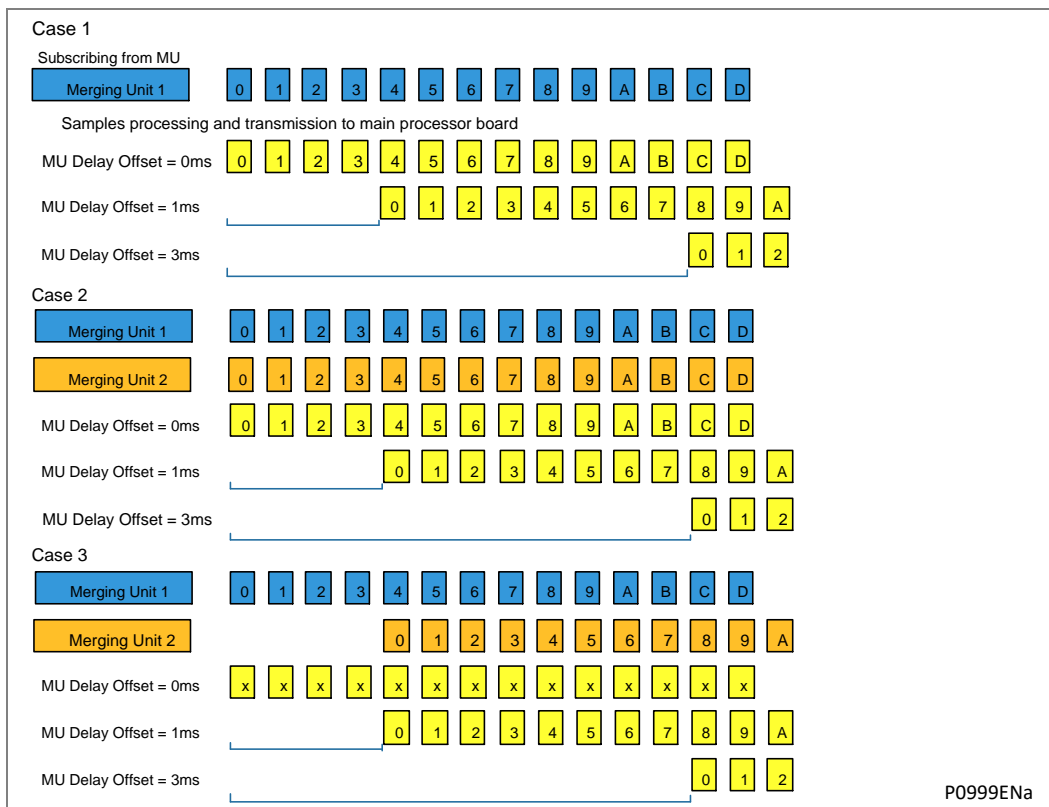 Case 1
Subscribing from MU
Merging Unit 1 0 1 2 3 4 5 6 7 8 9 A B C D
Samples processing and transmission to main processor board
MU Delay Offset = 0ms 0 1 2 3 4 5 6 7 8 9 A B C D
MU Delay Offset = 1ms 0 1 2 3 4 5 6 7 8 9 A
MU Delay Offset = 3ms 0 1 2
Case 2
Merging Unit 1 0 1 2 3 4 5 6 7 8 9 A B C D
Merging Unit 2 0 1 2 3 4 5 6 7 8 9 A B C D
MU Delay Offset = 0ms 0 1 2 3 4 5 6 7 8 9 A B C D
MU Delay Offset = 1ms 0 1 2 3 4 5 6 7 8 9 A
MU Delay Offset = 3ms 0 1 2
Case 3
Merging Unit 1 0 1 2 3 4 5 6 7 8 9 A B C D
Merging Unit 2 0 1 2 3 4 5 6 7 8 9 A
MU Delay Offset = 0ms x x x x x x x x x x x x x x
MU Delay Offset = 1ms 0 1 2 3 4 5 6 7 8 9 A
MU Delay Offset = 3ms 0 1 2
P0999ENa